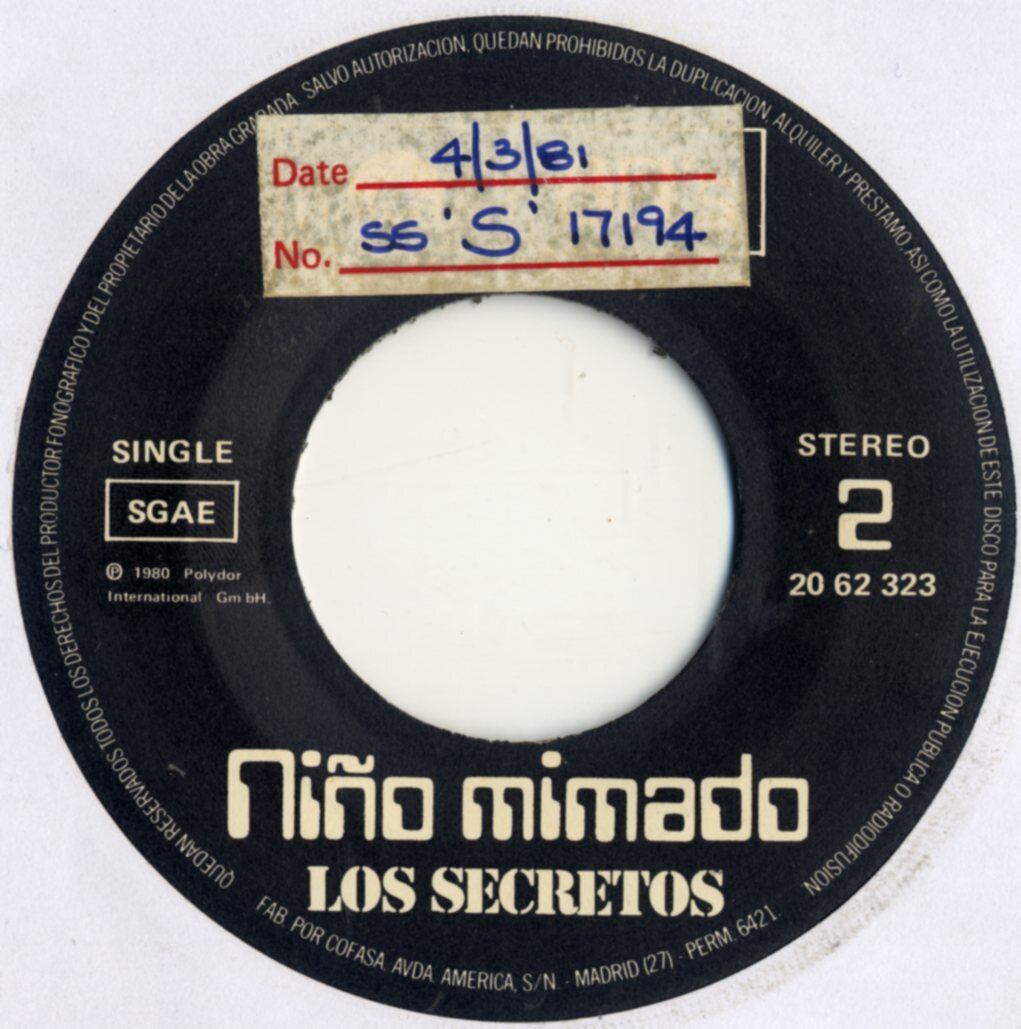 QUEDAN RESERVADOS TODOS LOS DERECHOS DEL PRODUCTOR FONOGRAFICO Y DEL PROPIETARIO DE LA OBRA GRABADA. SALVO AUTORIZACION, QUEDAN PROHIBIDOS LA DUPLICACION, ALQUILER Y PRESTAMO, ASI COMO LA UTILIZACION DE ESTE DISCO PARA LA EJECUCION PUBLICA O RADIODIFUSION
Date 4/3/81
No. SS 'S' 17194
SINGLE
SGAE
℗ 1980 Polydor
International GmbH.
STEREO
2
20 62 323
Niño mimado
LOS SECRETOS
FAB. POR COFASA. AVDA. AMERICA, S/N. - MADRID (27) - PERM. 6421.